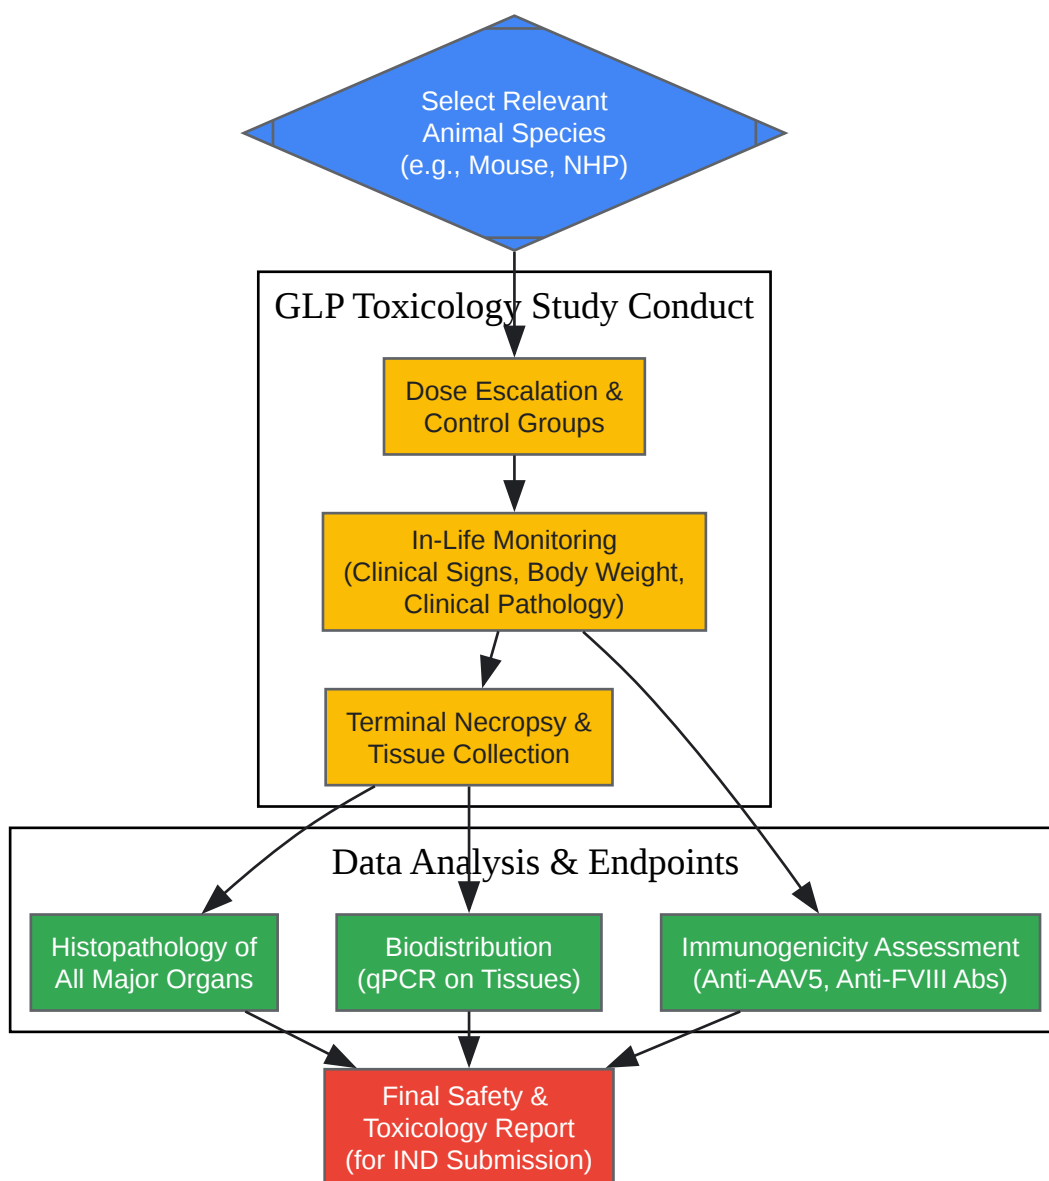 Select Relevant
Animal Species
(e.g., Mouse, NHP)
GLP Toxicology Study Conduct
Dose Escalation &
Control Groups
In-Life Monitoring
(Clinical Signs, Body Weight,
Clinical Pathology)
Terminal Necropsy &
Tissue Collection
Data Analysis & Endpoints
Histopathology of
All Major Organs
Biodistribution
(qPCR on Tissues)
Immunogenicity Assessment
(Anti-AAV5, Anti-FVIII Abs)
Final Safety &
Toxicology Report
(for IND Submission)